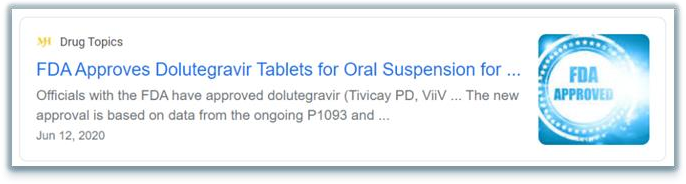 MH Drug Topics
FDA Approves Dolutegravir Tablets for Oral Suspension for ...
Officials with the FDA have approved dolutegravir (Tivicay PD, ViiV ... The new
approval is based on data from the ongoing P1093 and ...
Jun 12, 2020
FDA
APPROVED